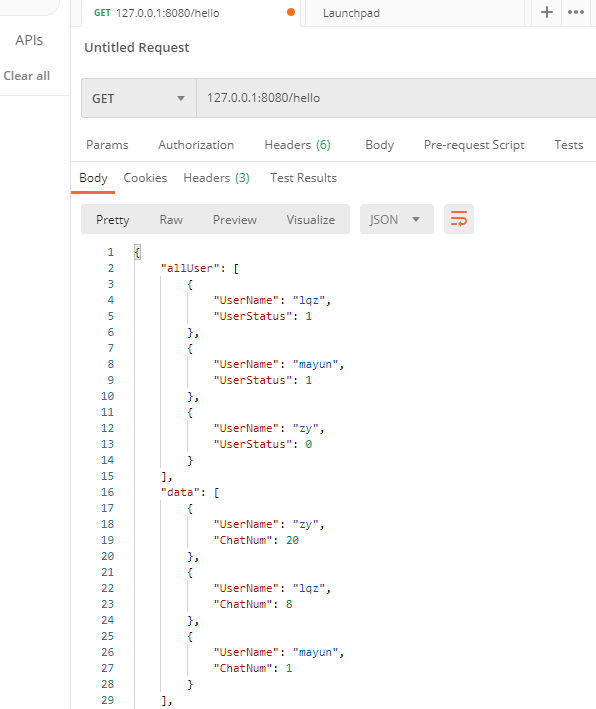 GET 127.0.0.1:8080/hello
Launchpad
APIs
Clear all
Untitled Request
GET
127.0.0.1:8080/hello
Params Authorization Headers (6) Body Pre-request Script Tests
Body Cookies Headers (3) Test Results
Pretty Raw Preview Visualize JSON
1 {
2 "allUser": [
3 {
4 "UserName": "lqz",
5 "UserStatus": 1
6 },
7 {
8 "UserName": "mayun",
9 "UserStatus": 1
10 },
11 {
12 "UserName": "zy",
13 "UserStatus": 0
14 }
15 ],
16 "data": [
17 {
18 "UserName": "zy",
19 "ChatNum": 20
20 },
21 {
22 "UserName": "lqz",
23 "ChatNum": 8
24 },
25 {
26 "UserName": "mayun",
27 "ChatNum": 1
28 }
29 ],